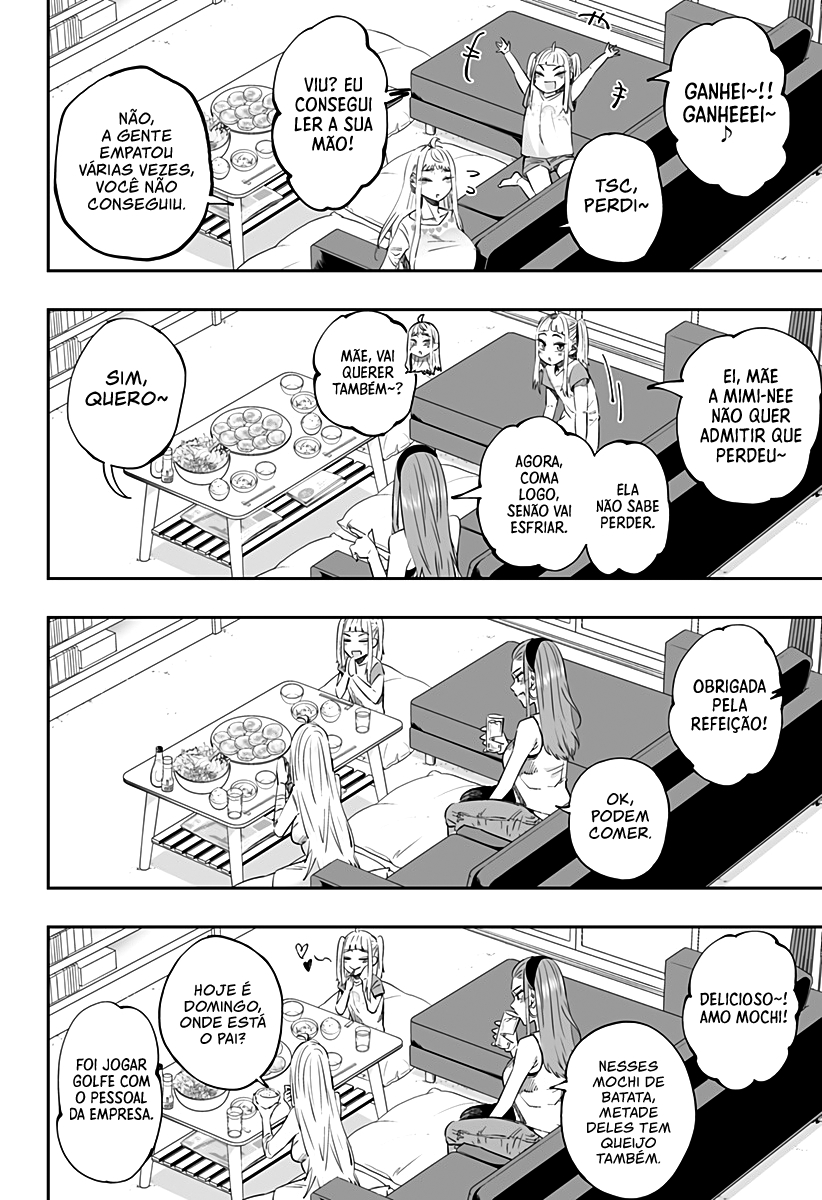 GANHEI~!!
GANHEEEI~
♪
TSC,
PERDI~
VIU? EU
CONSEGUI
LER A SUA
MÃO!
NÃO,
A GENTE
EMPATOU
VÁRIAS VEZES,
VOCÊ NÃO
CONSEGUIU.
EI, MÃE
A MIMI-NEE
NÃO QUER
ADMITIR QUE
PERDEU~
ELA
NÃO SABE
PERDER.
AGORA,
COMA
LOGO,
SENÃO VAI
ESFRIAR.
MÃE, VAI
QUERER
TAMBÉM~?
SIM,
QUERO~
OBRIGADA
PELA
REFEIÇÃO!
OK,
PODEM
COMER.
DELICIOSO~!
AMO MOCHI!
NESSES
MOCHI DE
BATATA,
METADE
DELES TEM
QUEIJO
TAMBÉM.
HOJE É
DOMINGO,
ONDE ESTÁ
O PAI?
FOI JOGAR
GOLFE COM
O PESSOAL
DA EMPRESA.